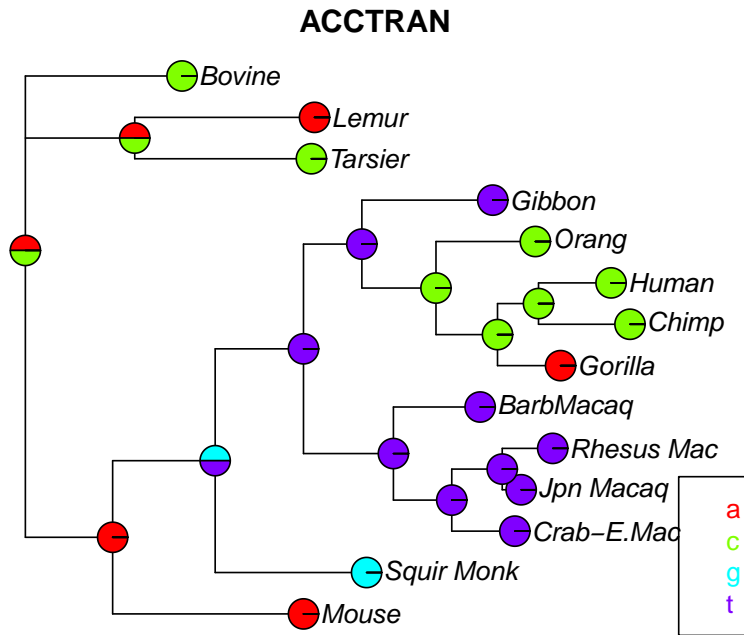 ACCTRAN
Bovine
Lemur
Tarsier
Gibbon
Orang
Human
Chimp
Gorilla
BarbMacaq
Rhesus Mac
Jpn Macaq
Crab−E.Mac
Squir Monk
Mouse
a
c
g
t